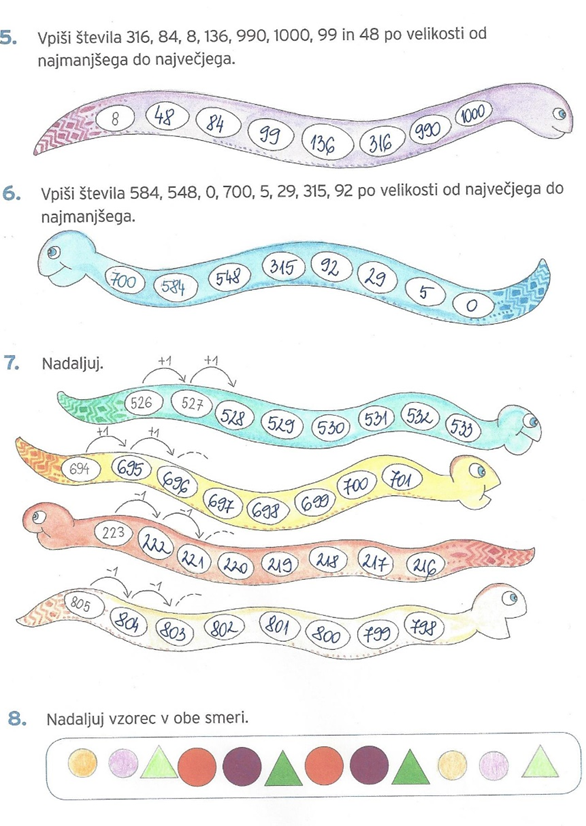 5. Vpiši števila 316, 84, 8, 136, 990, 1000, 99 in 48 po velikosti od
najmanjšega do največjega.
8 48 84 99 136 316 990 1000
6. Vpiši števila 584, 548, 0, 700, 5, 29, 315, 92 po velikosti od največjega do
najmanjšega.
700 584 548 315 92 29 5 0
7. Nadaljuj.
+1 +1
526 527 528 529 530 531 532 533
+1 +1
694 695 696 697 698 699 700 701
-1 -1
223 222 221 220 219 218 217 216
-1 -1
805 804 803 802 801 800 799 798
8. Nadaljuj vzorec v obe smeri.